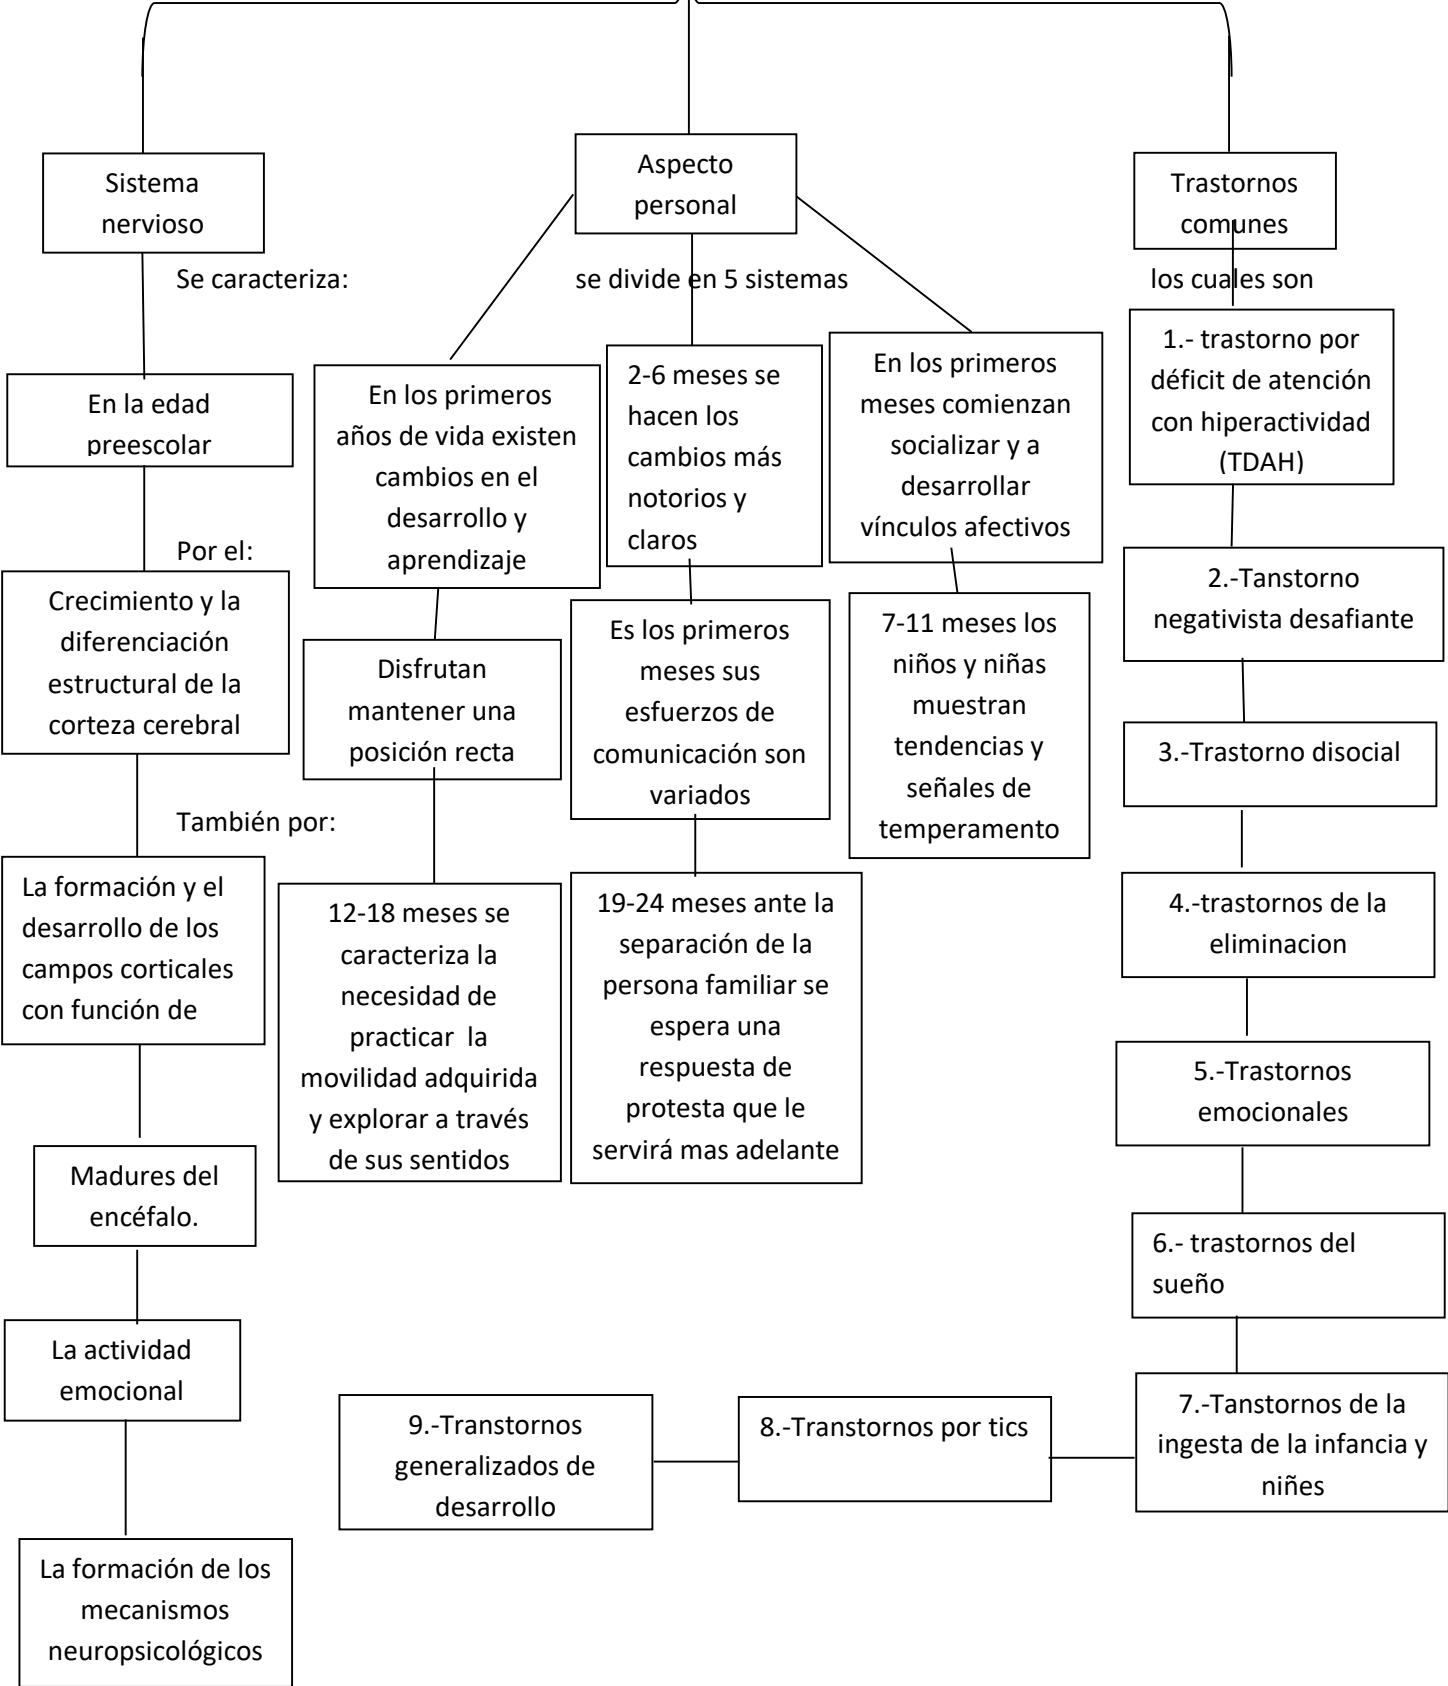 Sistema
nervioso
Se caracteriza:
En la edad
preescolar
Por el:
Crecimiento y la
diferenciación
estructural de la
corteza cerebral
También por:
La formación y el
desarrollo de los
campos corticales
con función de
Madures del
encéfalo.
La actividad
emocional
La formación de los
mecanismos
neuropsicológicos
Aspecto
personal
se divide en 5 sistemas
En los primeros
años de vida existen
cambios en el
desarrollo y
aprendizaje
Disfrutan
mantener una
posición recta
12-18 meses se
caracteriza la
necesidad de
practicar  la
movilidad adquirida
y explorar a través
de sus sentidos
2-6 meses se
hacen los
cambios más
notorios y
claros
Es los primeros
meses sus
esfuerzos de
comunicación son
variados
19-24 meses ante la
separación de la
persona familiar se
espera una
respuesta de
protesta que le
servirá mas adelante
En los primeros
meses comienzan
socializar y a
desarrollar
vínculos afectivos
7-11 meses los
niños y niñas
muestran
tendencias y
señales de
temperamento
Trastornos
comunes
los cuales son
1.- trastorno por
déficit de atención
con hiperactividad
(TDAH)
2.-Tanstorno
negativista desafiante
3.-Trastorno disocial
4.-trastornos de la
eliminacion
5.-Trastornos
emocionales
6.- trastornos del
sueño
7.-Tanstornos de la
ingesta de la infancia y
niñes
8.-Transtornos por tics
9.-Transtornos
generalizados de
desarrollo